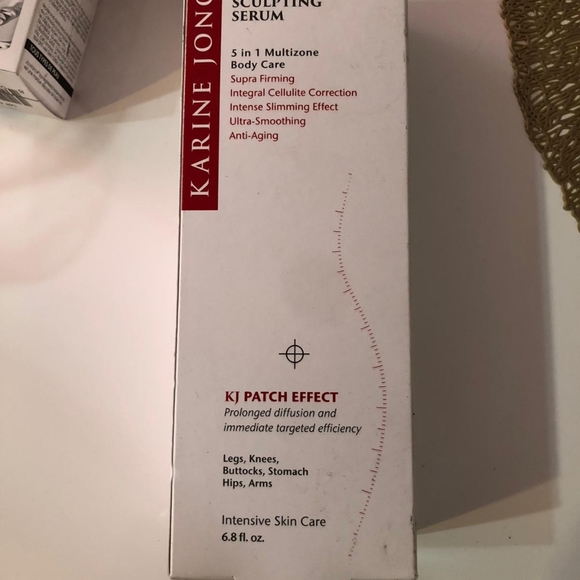 SCULPTING
SERUM
KARINE JONC
5 in 1 Multizone
Body Care
Supra Firming
Integral Cellulite Correction
Intense Slimming Effect
Ultra-Smoothing
Anti-Aging
KJ PATCH EFFECT
Prolonged diffusion and
immediate targeted efficiency
Legs, Knees,
Buttocks, Stomach
Hips, Arms
Intensive Skin Care
6.8 fl. oz.